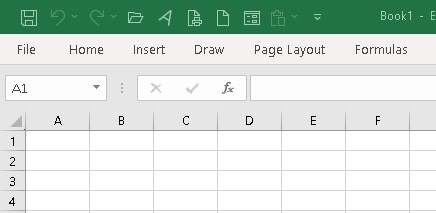 Book1 - E
File Home Insert Draw Page Layout Formulas
A1 fx
A B C D E F
1
2
3
4